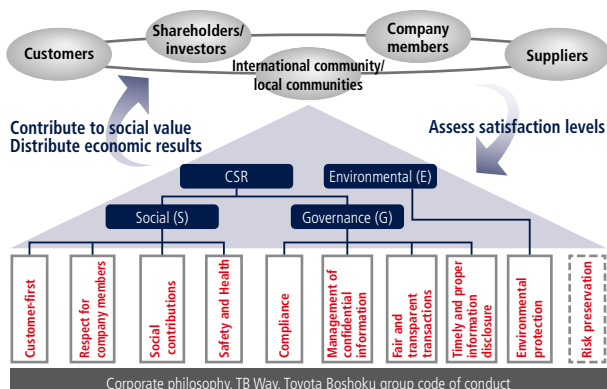 Shareholders/
investors
Company
members
Customers
Suppliers
International community/
local communities
Contribute to social value
Distribute economic results
Assess satisfaction levels
CSR
Environmental (E)
Social (S)
Governance (G)
Customer-first
Respect for
company members
Social
contributions
Safety and Health
Compliance
Management of
confidential
information
Fair and
transparent
transactions
Timely and proper
information
disclosure
Environmental
protection
Risk preservation
Corporate philosophy, TB Way, Toyota Boshoku group code of conduct